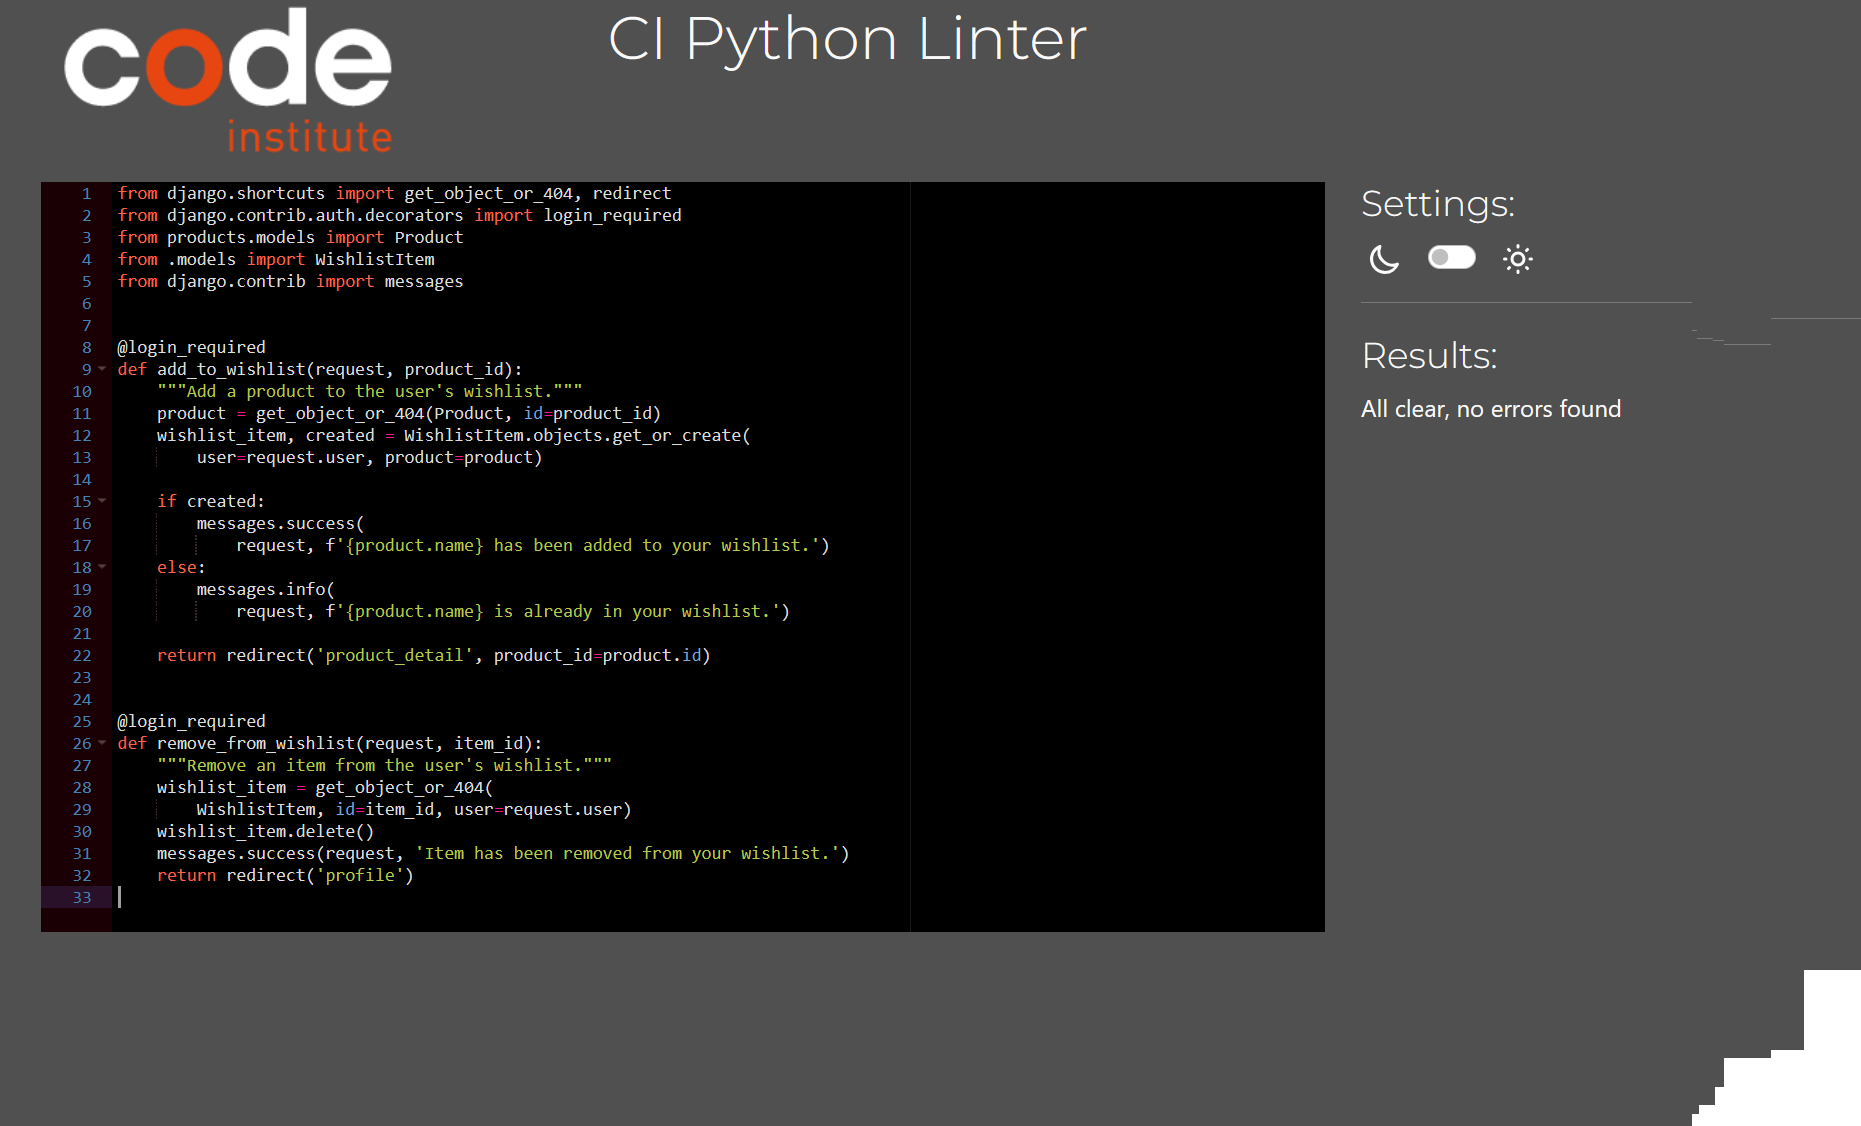 code
institute
CI Python Linter
1 from django.shortcuts import get_object_or_404, redirect
2 from django.contrib.auth.decorators import login_required
3 from products.models import Product
4 from .models import WishlistItem
5 from django.contrib import messages
6
7
8 @login_required
9 def add_to_wishlist(request, product_id):
10     """Add a product to the user's wishlist."""
11     product = get_object_or_404(Product, id=product_id)
12     wishlist_item, created = WishlistItem.objects.get_or_create(
13         user=request.user, product=product)
14
15     if created:
16         messages.success(
17             request, f'{product.name} has been added to your wishlist.')
18     else:
19         messages.info(
20             request, f'{product.name} is already in your wishlist.')
21
22     return redirect('product_detail', product_id=product.id)
23
24
25 @login_required
26 def remove_from_wishlist(request, item_id):
27     """Remove an item from the user's wishlist."""
28     wishlist_item = get_object_or_404(
29         WishlistItem, id=item_id, user=request.user)
30     wishlist_item.delete()
31     messages.success(request, 'Item has been removed from your wishlist.')
32     return redirect('profile')
33
Settings:
Results:
All clear, no errors found